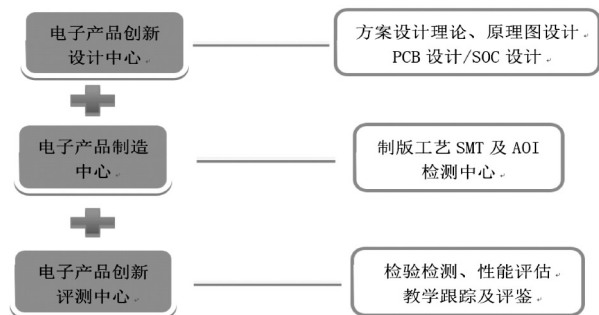 电子产品创新
设计中心
方案设计理论、原理图设计
PCB 设计/SOC 设计
电子产品制造
中心
制版工艺 SMT 及 AOI
检测中心
电子产品创新
评测中心
检验检测、性能评估
教学跟踪及评鉴